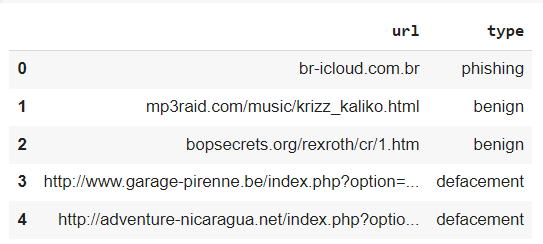 url type
0 br-icloud.com.br phishing
1 mp3raid.com/music/krizz_kaliko.html benign
2 bopsecrets.org/rexroth/cr/1.htm benign
3 http://www.garage-pirenne.be/index.php?option=... defacement
4 http://adventure-nicaragua.net/index.php?optio... defacement